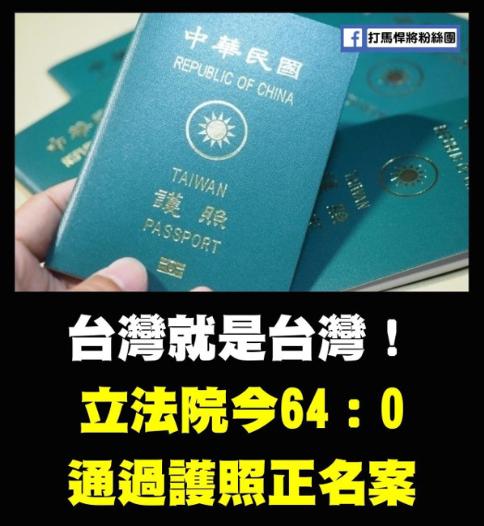 打馬悍將粉絲團
中華民國
REPUBLIC OF CHINA
TAIWAN
護照
PASSPORT
台灣就是台灣！
立法院今64：0
通過護照正名案